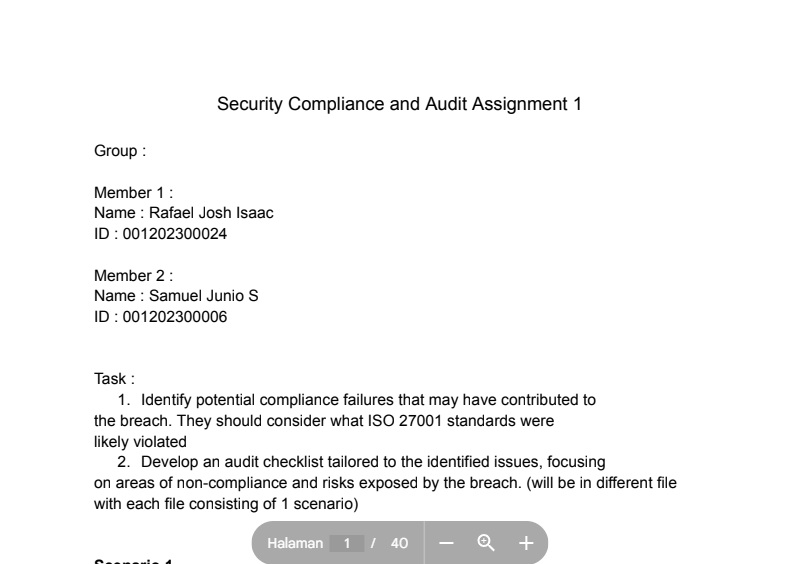 Security Compliance and Audit Assignment 1
Group :
Member 1 :
Name : Rafael Josh Isaac
ID : 001202300024
Member 2 :
Name : Samuel Junio S
ID : 001202300006
Task :
1. Identify potential compliance failures that may have contributed to
the breach. They should consider what ISO 27001 standards were
likely violated
2. Develop an audit checklist tailored to the identified issues, focusing
on areas of non-compliance and risks exposed by the breach. (will be in different file
with each file consisting of 1 scenario)
Halaman 1 / 40
Scenario 1